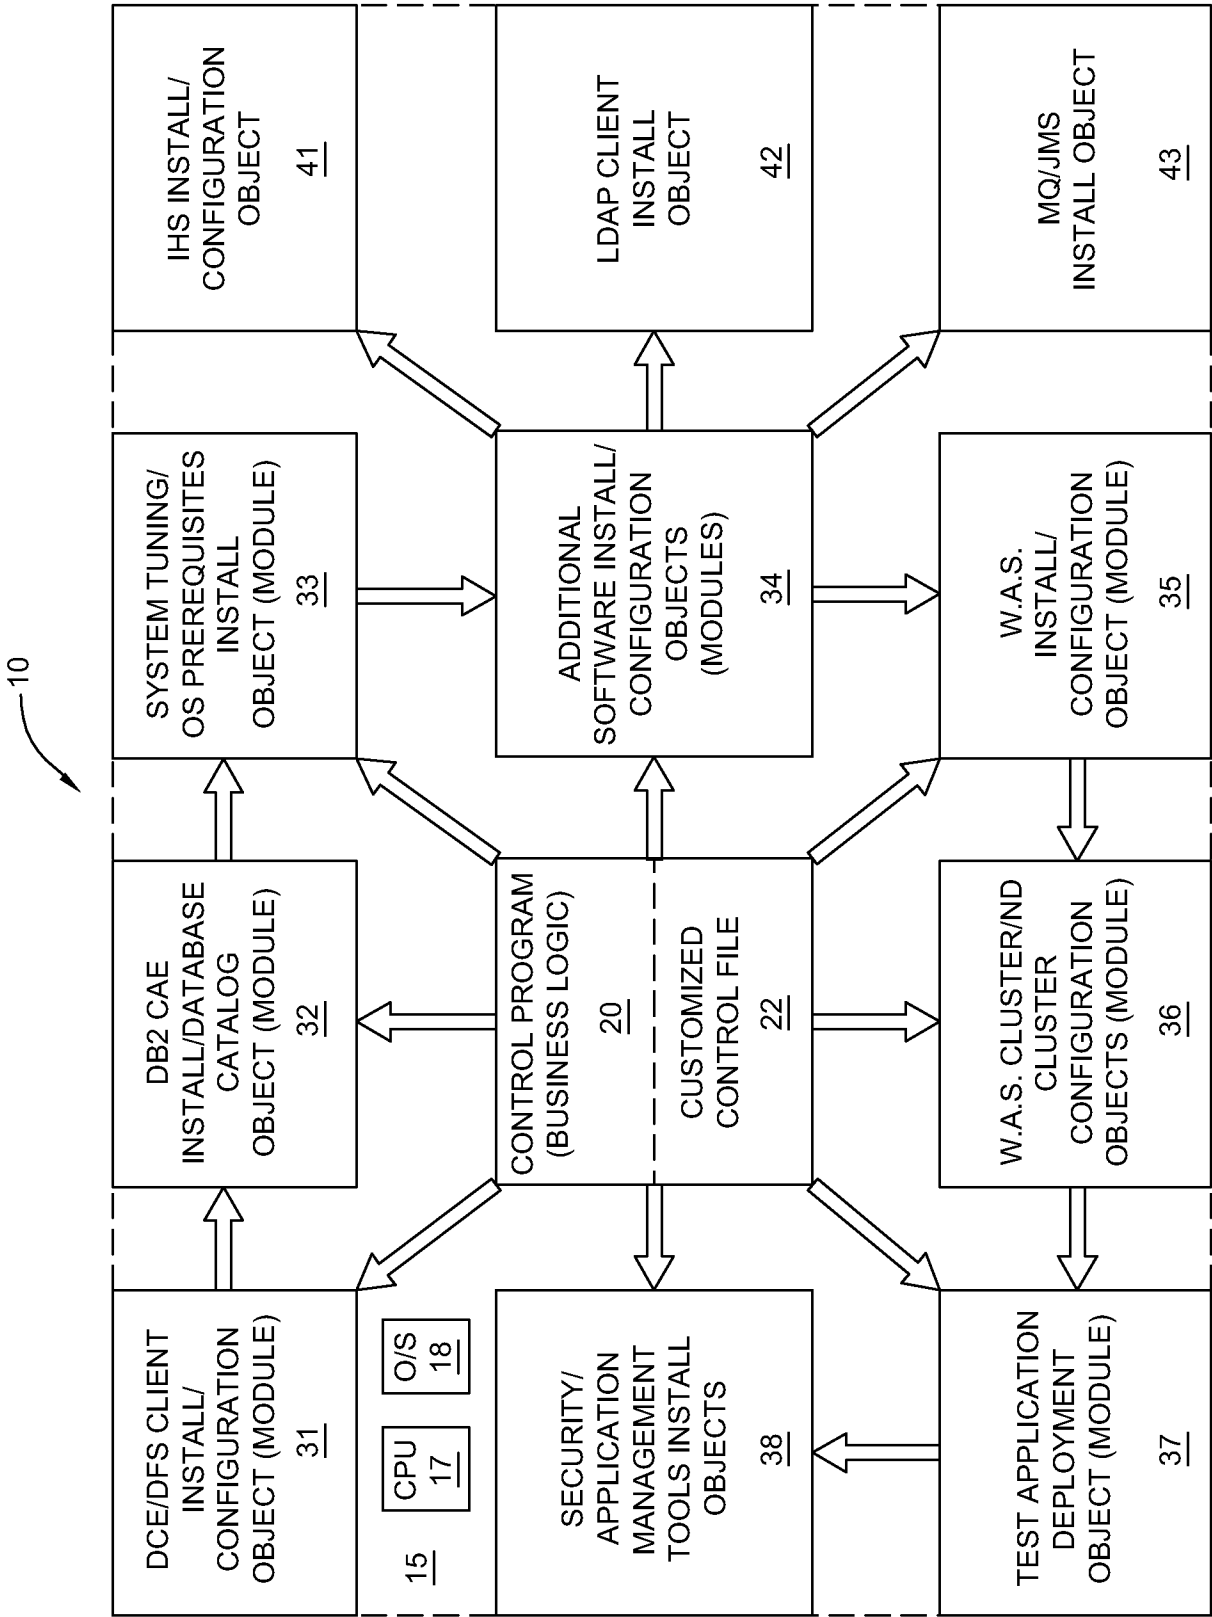 10
DCE/DFS CLIENT
INSTALL/
CONFIGURATION
OBJECT (MODULE)
31
DB2 CAE
INSTALL/DATABASE
CATALOG
OBJECT (MODULE)
32
SYSTEM TUNING/
OS PREREQUISITES
INSTALL
OBJECT (MODULE)
33
IHS INSTALL/
CONFIGURATION
OBJECT
41
15
CPU
17
O/S
18
SECURITY/
APPLICATION
MANAGEMENT
TOOLS INSTALL
OBJECTS
38
CONTROL PROGRAM
(BUSINESS LOGIC)
20
CUSTOMIZED
CONTROL FILE
22
ADDITIONAL
SOFTWARE INSTALL/
CONFIGURATION
OBJECTS
(MODULES)
34
LDAP CLIENT
INSTALL
OBJECT
42
TEST APPLICATION
DEPLOYMENT
OBJECT (MODULE)
37
W.A.S. CLUSTER/ND
CLUSTER
CONFIGURATION
OBJECTS (MODULE)
36
W.A.S.
INSTALL/
CONFIGURATION
OBJECT (MODULE)
35
MQ/JMS
INSTALL OBJECT
43